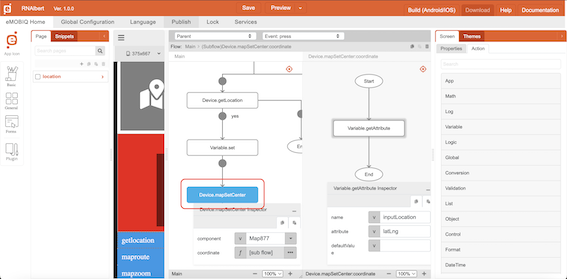 RNAlbert Ver. 1.0.0
Save
Preview
Build (Android/iOS)
Download
Help
Documentation
eMOBIQ Home
Global Configuration
Language
Publish
Lock
Services
App Icon
Basic
General
Forms
PlugIn
Page
Snippets
Search pages
location
375x667
getlocation
maproute
mapzoom
Parent
Event: press
Flow: Main › (Subflow)Device.mapSetCenter:coordinate
Main
Device.getLocation
yes
Variable.set
En
Device.mapSetCenter
Device.mapSetCenter Inspector
component
v
Map877
coordinate
f
[sub flow]
Main
100%
Device.mapSetCenter:coordinate
Start
Variable.getAttribute
End
Variable.getAttribute Inspector
name
v
inputLocation
attribute
v
latLng
defaultValue
v
Device.mapSetCenter:coordinate
100%
Screen
Themes
Properties
Action
Search
App
Math
Log
Variable
Logic
Global
Conversion
Validation
List
Object
Control
Format
DateTime